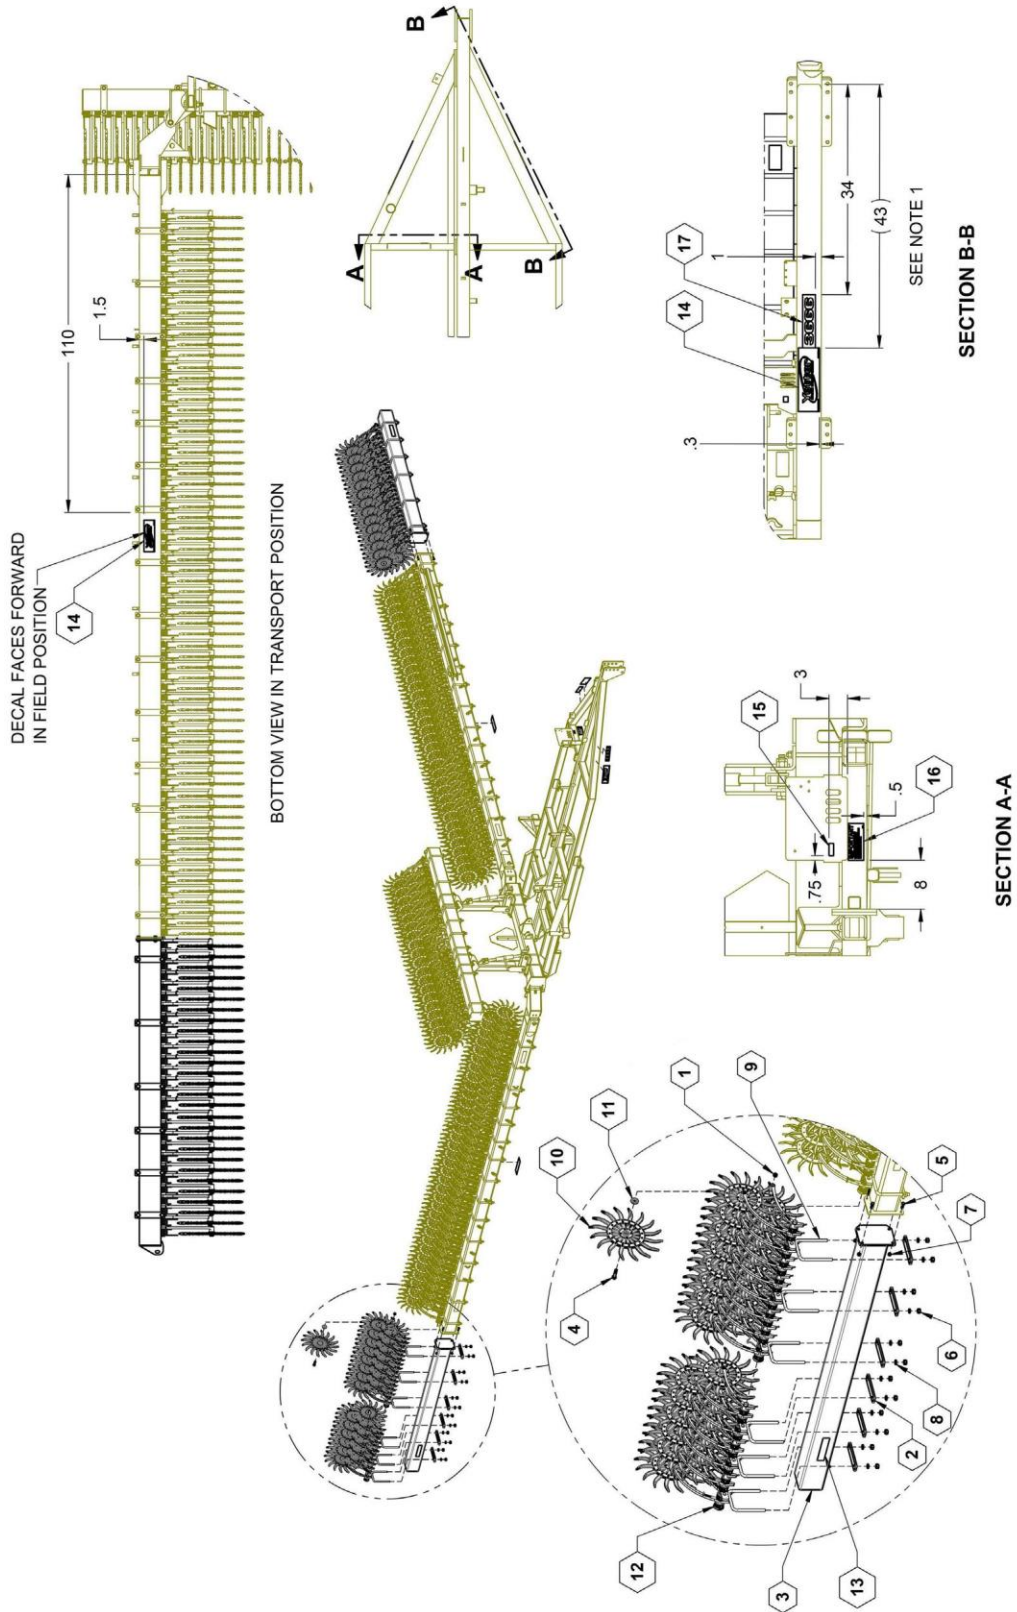 DECAL FACES FORWARD
IN FIELD POSITION
14
110
1.5
BOTTOM VIEW IN TRANSPORT POSITION
B
A
A
B
14
17
1
3666
.3
34
(43)
SEE NOTE 1
SECTION B-B
15
3
.75
8
.5
16
SECTION A-A
10
11
1
9
4
5
7
6
8
2
12
3
13